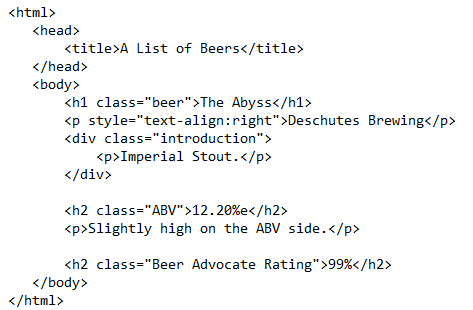 <html>
<head>
<title>A List of Beers</title>
</head>
<body>
<h1 class="beer">The Abyss</h1>
<p style="text-align:right">Deschutes Brewing</p>
<div class="introduction">
<p>Imperial Stout.</p>
</div>
<h2 class="ABV">12.20%e</h2>
<p>Slightly high on the ABV side.</p>
<h2 class="Beer Advocate Rating">99%</h2>
</body>
</html>